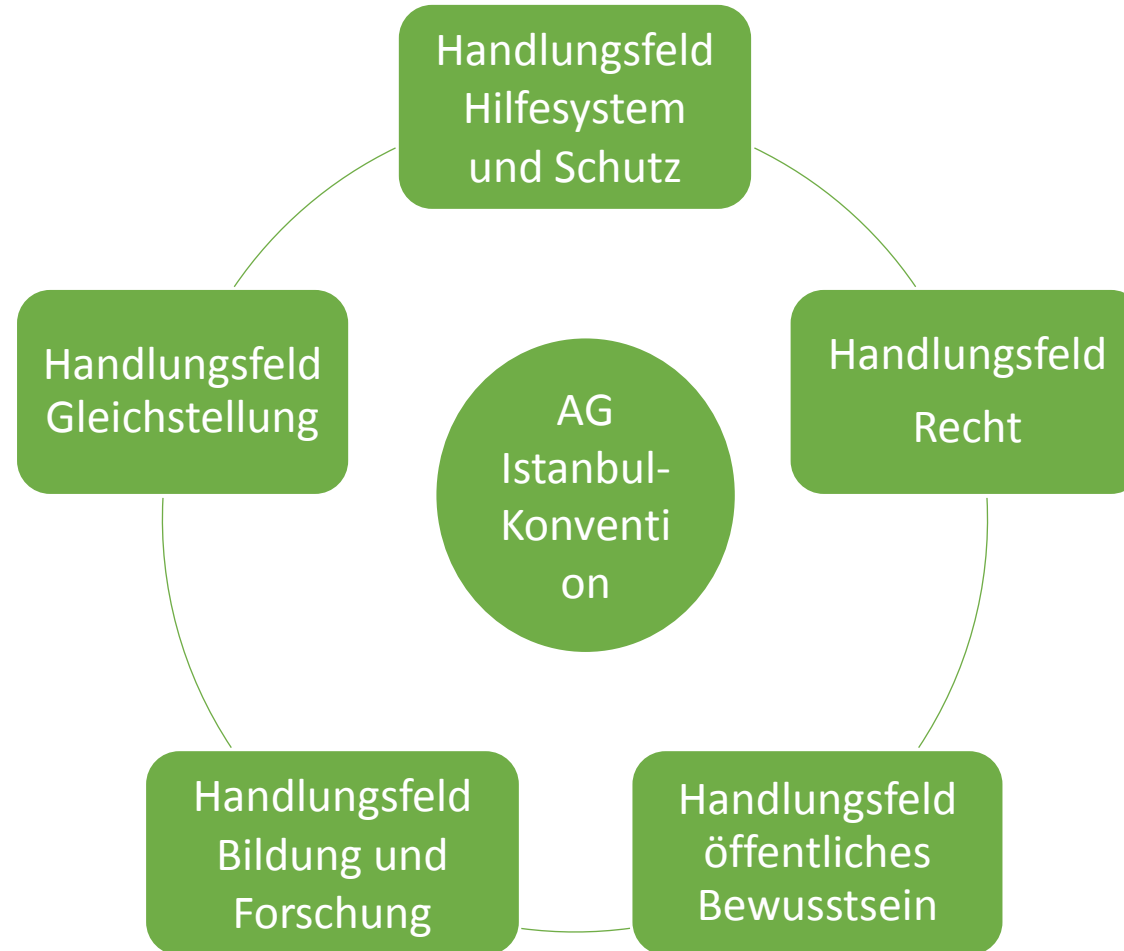 Handlungsfeld
Hilfesystem
und Schutz
Handlungsfeld
Gleichstellung
AG
Istanbul-
Konventi
on
Handlungsfeld
Recht
Handlungsfeld
Bildung und
Forschung
Handlungsfeld
öffentliches
Bewusstsein